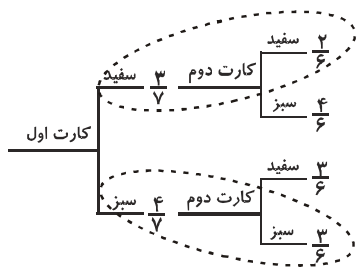 سفید ۲/۶
سفید ۳/۷ کارت دوم
سبز ۴/۶
کارت اول
سفید ۳/۶
سبز ۴/۷ کارت دوم
سبز ۳/۶